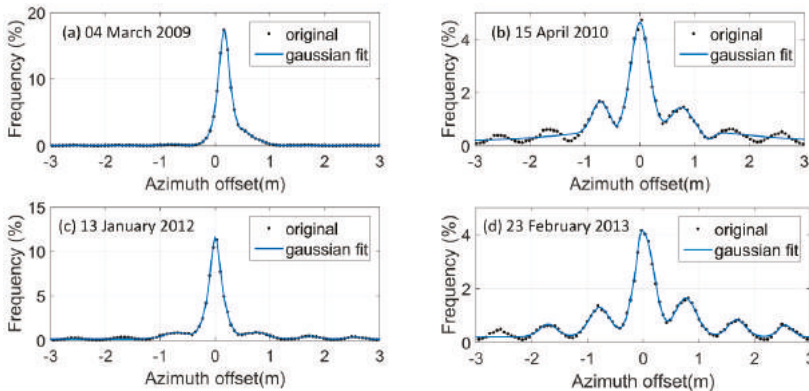 (a) 04 March 2009
original
gaussian fit
Frequency (%)
20
10
0
-3 -2 -1 0 1 2 3
Azimuth offset(m)
(b) 15 April 2010
original
gaussian fit
Frequency (%)
4
2
0
-3 -2 -1 0 1 2 3
Azimuth offset(m)
(c) 13 January 2012
original
gaussian fit
Frequency (%)
15
10
5
0
-3 -2 -1 0 1 2 3
Azimuth offset(m)
(d) 23 February 2013
original
gaussian fit
Frequency (%)
4
2
0
-3 -2 -1 0 1 2 3
Azimuth offset(m)